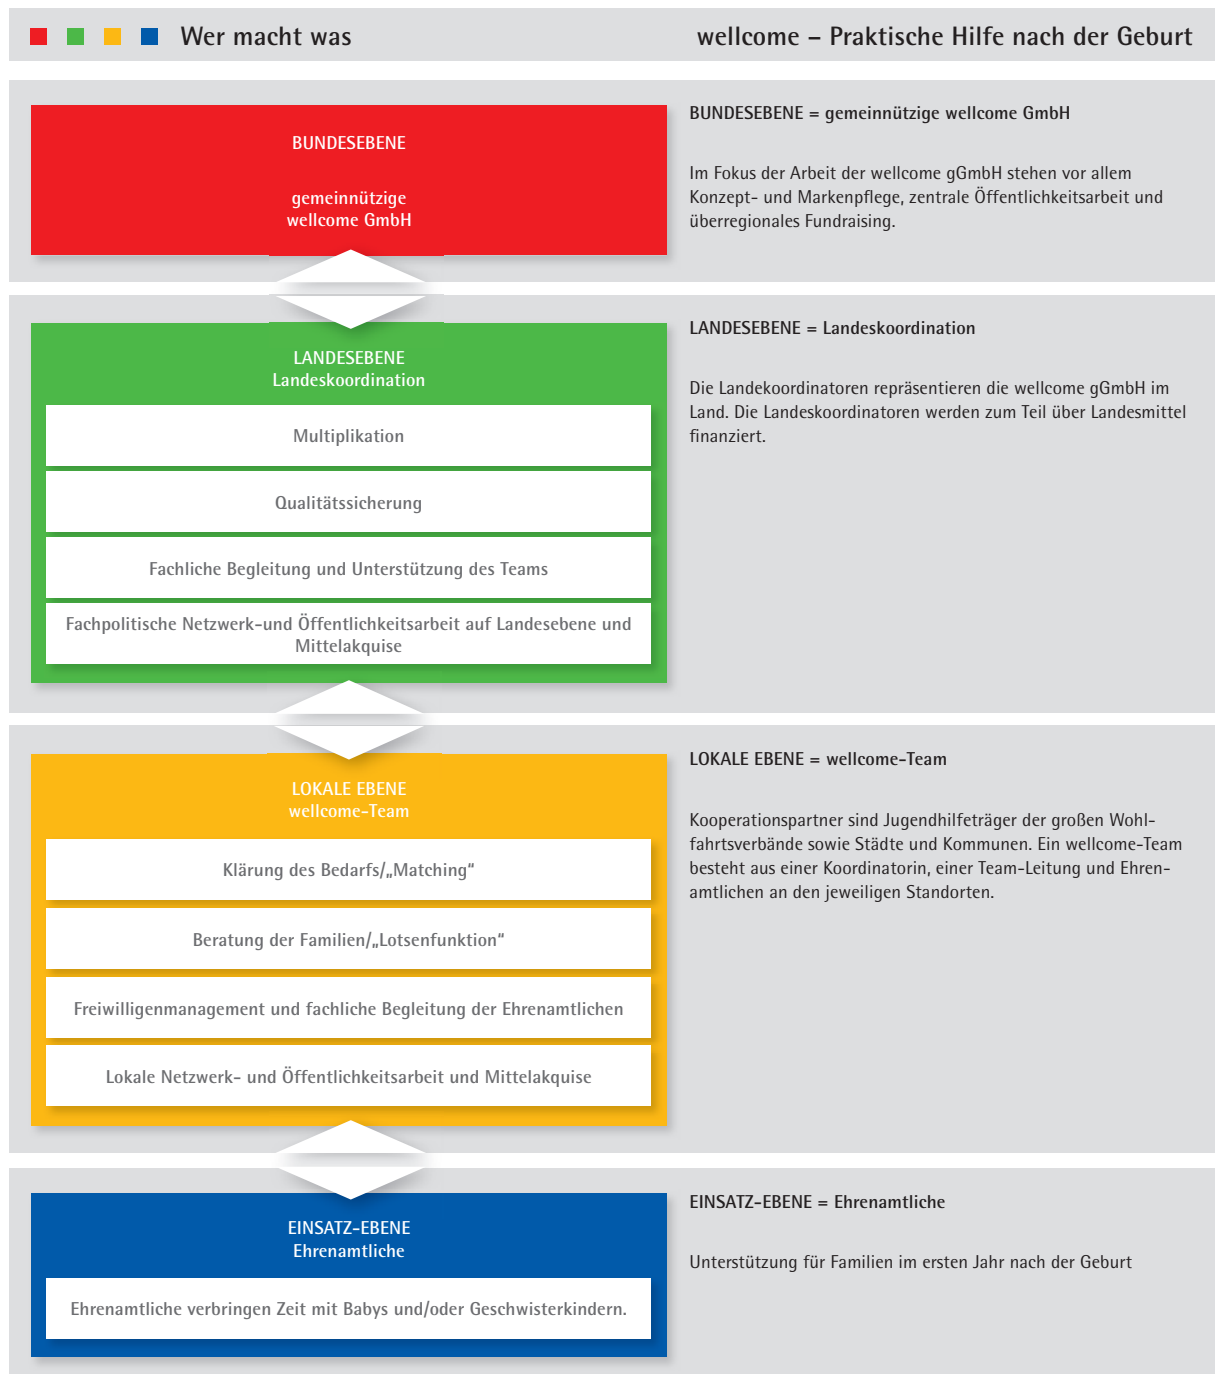 Wer macht was
wellcome – Praktische Hilfe nach der Geburt
BUNDESEBENE
gemeinnützige
wellcome GmbH
BUNDESEBENE = gemeinnützige wellcome GmbH
Im Fokus der Arbeit der wellcome gGmbH stehen vor allem
Konzept- und Markenpflege, zentrale Öffentlichkeitsarbeit und
überregionales Fundraising.
LANDESEBENE
Landeskoordination
Multiplikation
Qualitätssicherung
Fachliche Begleitung und Unterstützung des Teams
Fachpolitische Netzwerk-und Öffentlichkeitsarbeit auf Landesebene und
Mittelakquise
LANDESEBENE = Landeskoordination
Die Landekoordinatoren repräsentieren die wellcome gGmbH im
Land. Die Landeskoordinatoren werden zum Teil über Landesmittel
finanziert.
LOKALE EBENE
wellcome-Team
Klärung des Bedarfs/„Matching“
Beratung der Familien/„Lotsenfunktion“
Freiwilligenmanagement und fachliche Begleitung der Ehrenamtlichen
Lokale Netzwerk- und Öffentlichkeitsarbeit und Mittelakquise
LOKALE EBENE = wellcome-Team
Kooperationspartner sind Jugendhilfeträger der großen Wohl-
fahrtsverbände sowie Städte und Kommunen. Ein wellcome-Team
besteht aus einer Koordinatorin, einer Team-Leitung und Ehren-
amtlichen an den jeweiligen Standorten.
EINSATZ-EBENE
Ehrenamtliche
Ehrenamtliche verbringen Zeit mit Babys und/oder Geschwisterkindern.
EINSATZ-EBENE = Ehrenamtliche
Unterstützung für Familien im ersten Jahr nach der Geburt